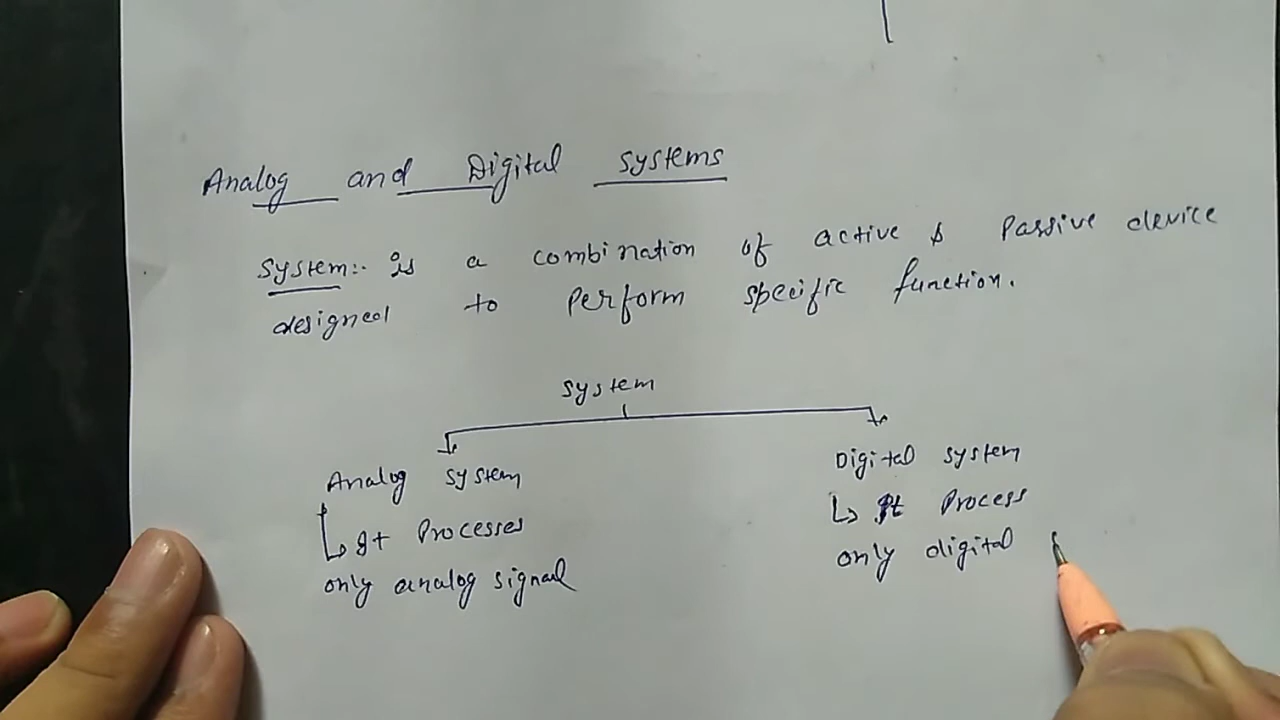 Analog and Digital systems
System:- is a combination of active & passive device
designed to perform specific function.
system
Analog system
It Processes
only analog signal
Digital system
It Process
only digital